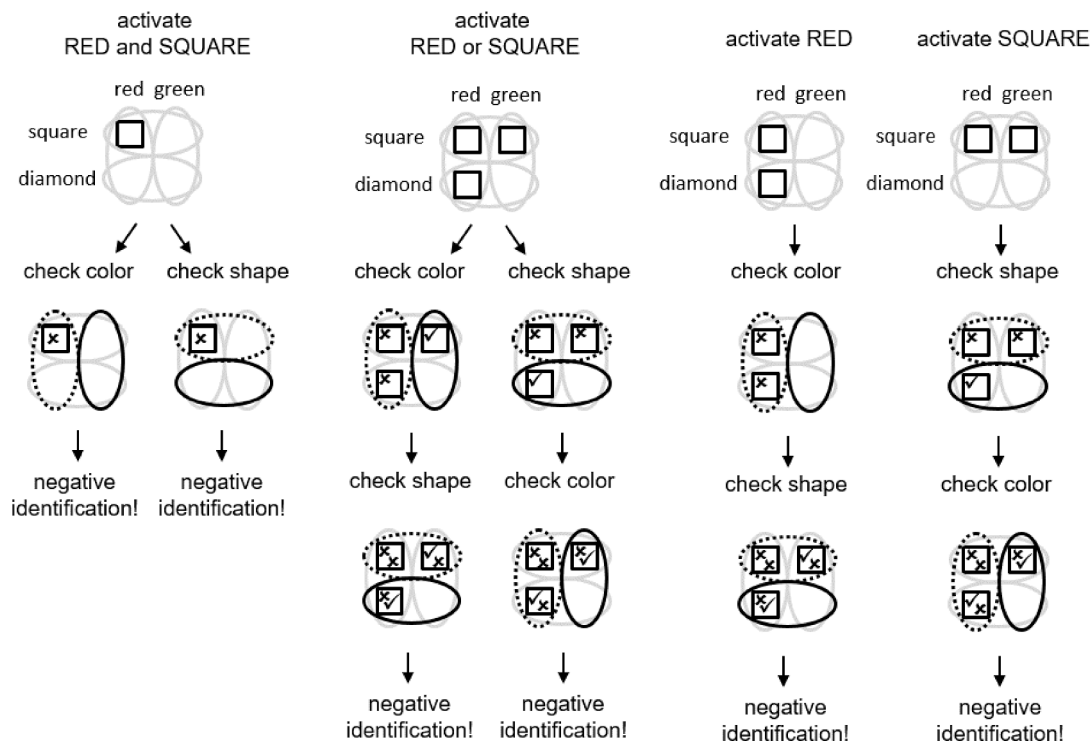 activate
RED and SQUARE
red green
square
diamond
check color
check shape
negative
identification!
negative
identification!
activate
RED or SQUARE
red green
square
diamond
check color
check shape
check shape
check color
negative
identification!
negative
identification!
activate RED
red green
square
diamond
check color
check shape
negative
identification!
activate SQUARE
red green
square
diamond
check shape
check color
negative
identification!